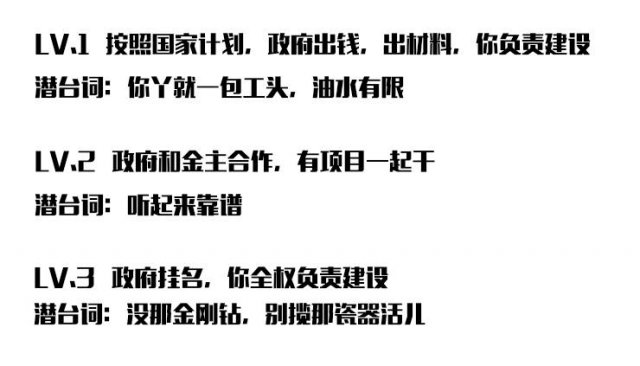 LV.1 按照国家计划，政府出钱，出材料，你负责建设
潜台词：你丫就一包工头，油水有限
LV.2 政府和金主合作，有项目一起干
潜台词：听起来靠谱
LV.3 政府挂名，你全权负责建设
潜台词：没那金刚钻，别揽那瓷器活儿